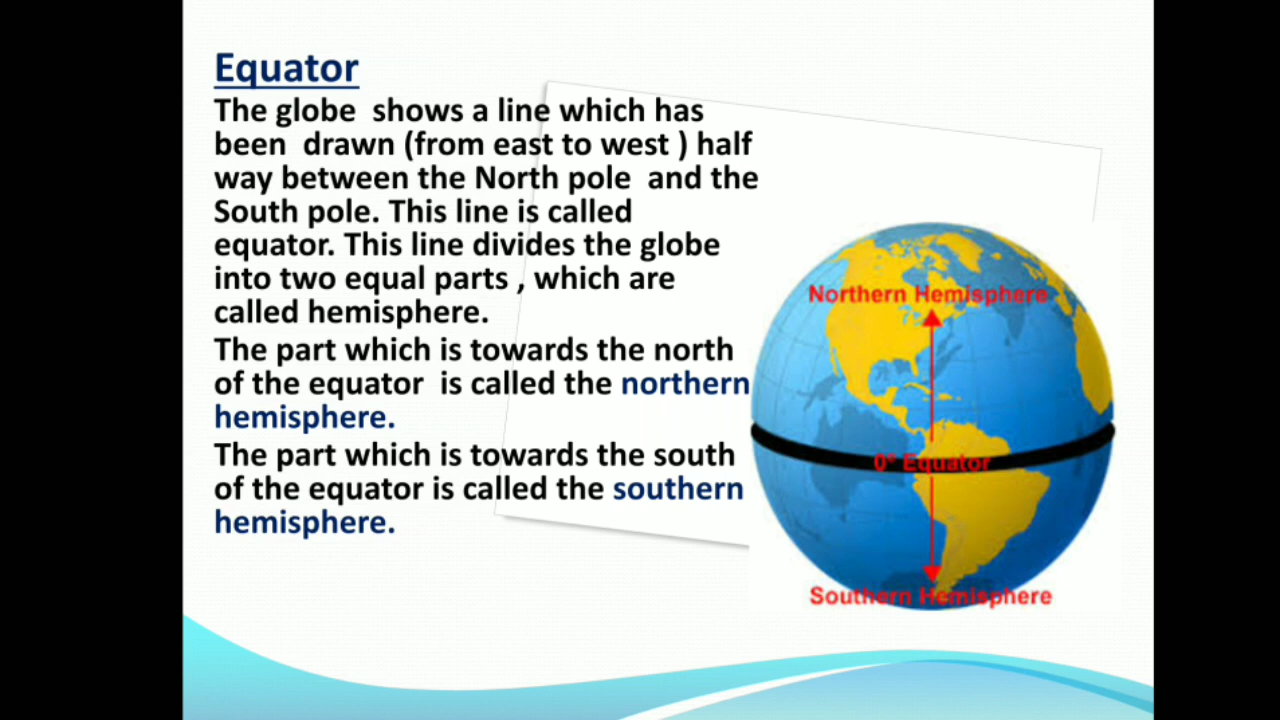 Equator
The globe shows a line which has
been drawn (from east to west ) half
way between the North pole and the
South pole. This line is called
equator. This line divides the globe
into two equal parts , which are
called hemisphere.
The part which is towards the north
of the equator is called the northern
hemisphere.
The part which is towards the south
of the equator is called the southern
hemisphere.
Northern Hemisphere
0° Equator
Southern Hemisphere